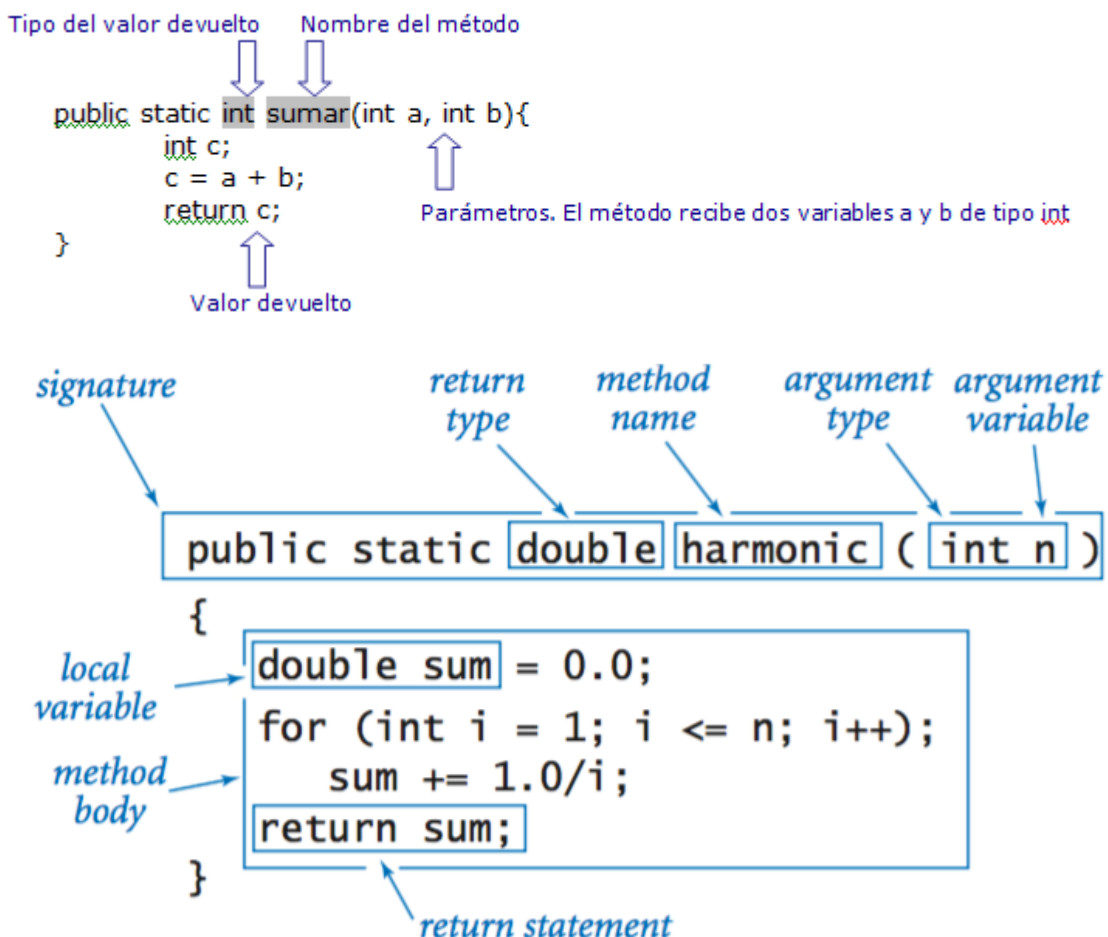 Tipo del valor devuelto Nombre del método
public static int sumar(int a, int b){
int c;
c = a + b;
return c;
Parámetros. El método recibe dos variables a y b de tipo int
}
Valor devuelto
signature
return type
method name
argument type
argument variable
public static double harmonic ( int n )
{
local variable
double sum = 0.0;
for (int i = 1; i <= n; i++);
method body
sum += 1.0/i;
return sum;
}
return statement